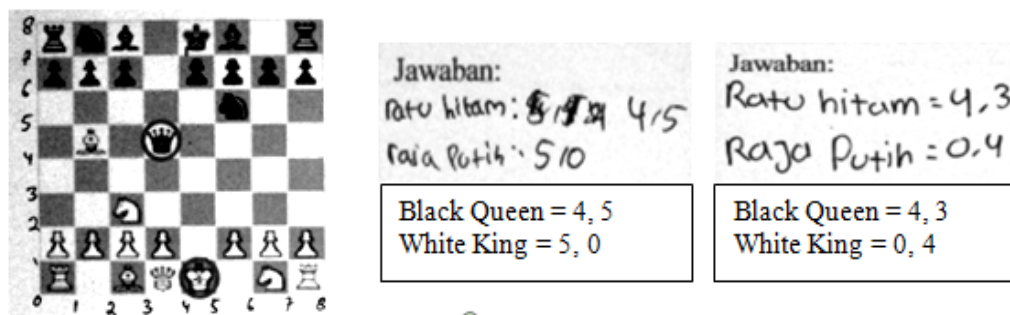 8
7
6
5
4
3
2
1
0 1 2 3 4 5 6 7 8
Jawaban:
ratu hitam: 4,5
raja Putih: 5,0
Black Queen = 4, 5
White King = 5, 0
Jawaban:
Ratu hitam = 4,3
Raja Putih = 0.4
Black Queen = 4, 3
White King = 0, 4